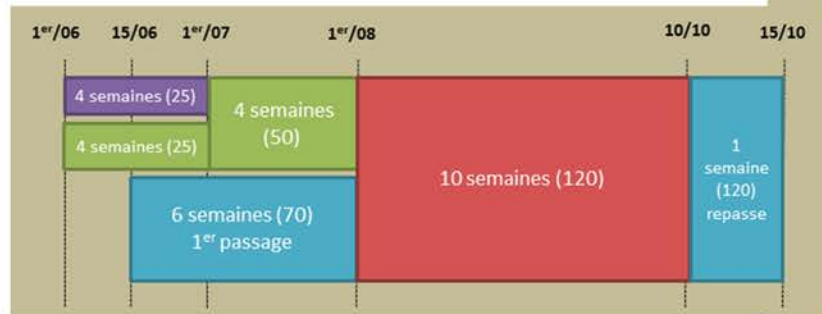 1er/06 15/06 1er/07 1er/08 10/10 15/10
4 semaines (25)
4 semaines (25)
4 semaines
(50)
6 semaines (70)
1er passage
10 semaines (120)
1
semaine
(120)
repasse